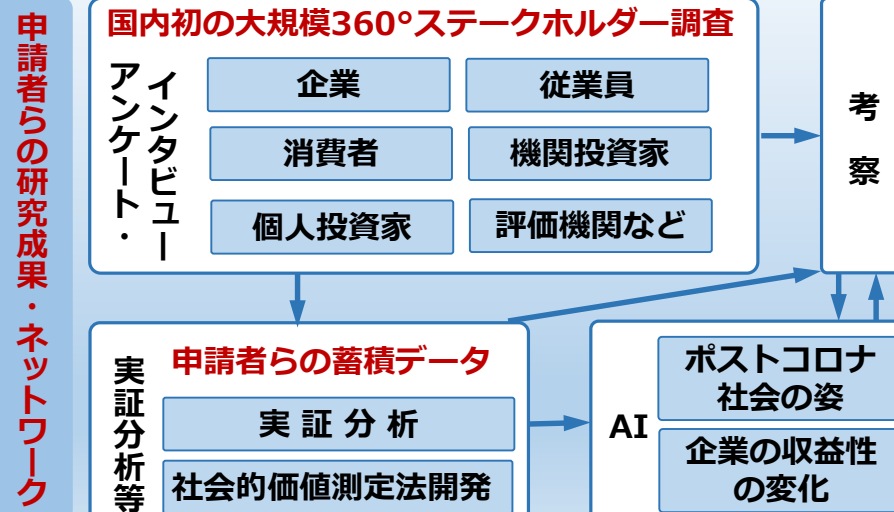 申請者らの研究成果・ネットワーク
国内初の大規模360°ステークホルダー調査
アンケート・
インタビュー
企業
従業員
消費者
機関投資家
個人投資家
評価機関など
考察
実証分析等
申請者らの蓄積データ
実証分析
社会的価値測定法開発
AI
ポストコロナ
社会の姿
企業の収益性
の変化